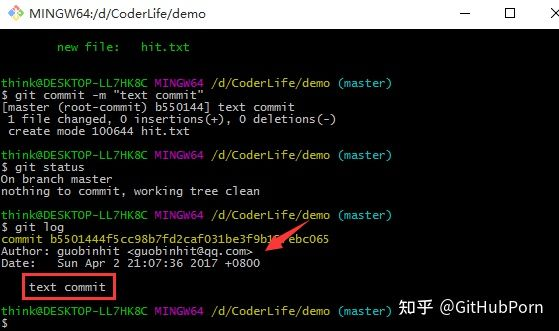 MINGW64:/d/CoderLife/demo
new file: hit.txt
think@DESKTOP-LL7HK8C MINGW64 /d/CoderLife/demo (master)
$ git commit -m "text commit"
[master (root-commit) b550144] text commit
1 file changed, 0 insertions(+), 0 deletions(-)
create mode 100644 hit.txt
think@DESKTOP-LL7HK8C MINGW64 /d/CoderLife/demo (master)
$ git status
On branch master
nothing to commit, working tree clean
think@DESKTOP-LL7HK8C MINGW64 /d/CoderLife/demo (master)
$ git log
commit
Author: guobinhit <guobinhit@qq.com>
Date: Sun Apr 2 21:07:36 2017 +0800
text commit
think@DESKTOP-LL7HK8C MINGW64 /d/CoderLife/demo (master)
$
知乎 @GitHubPorn